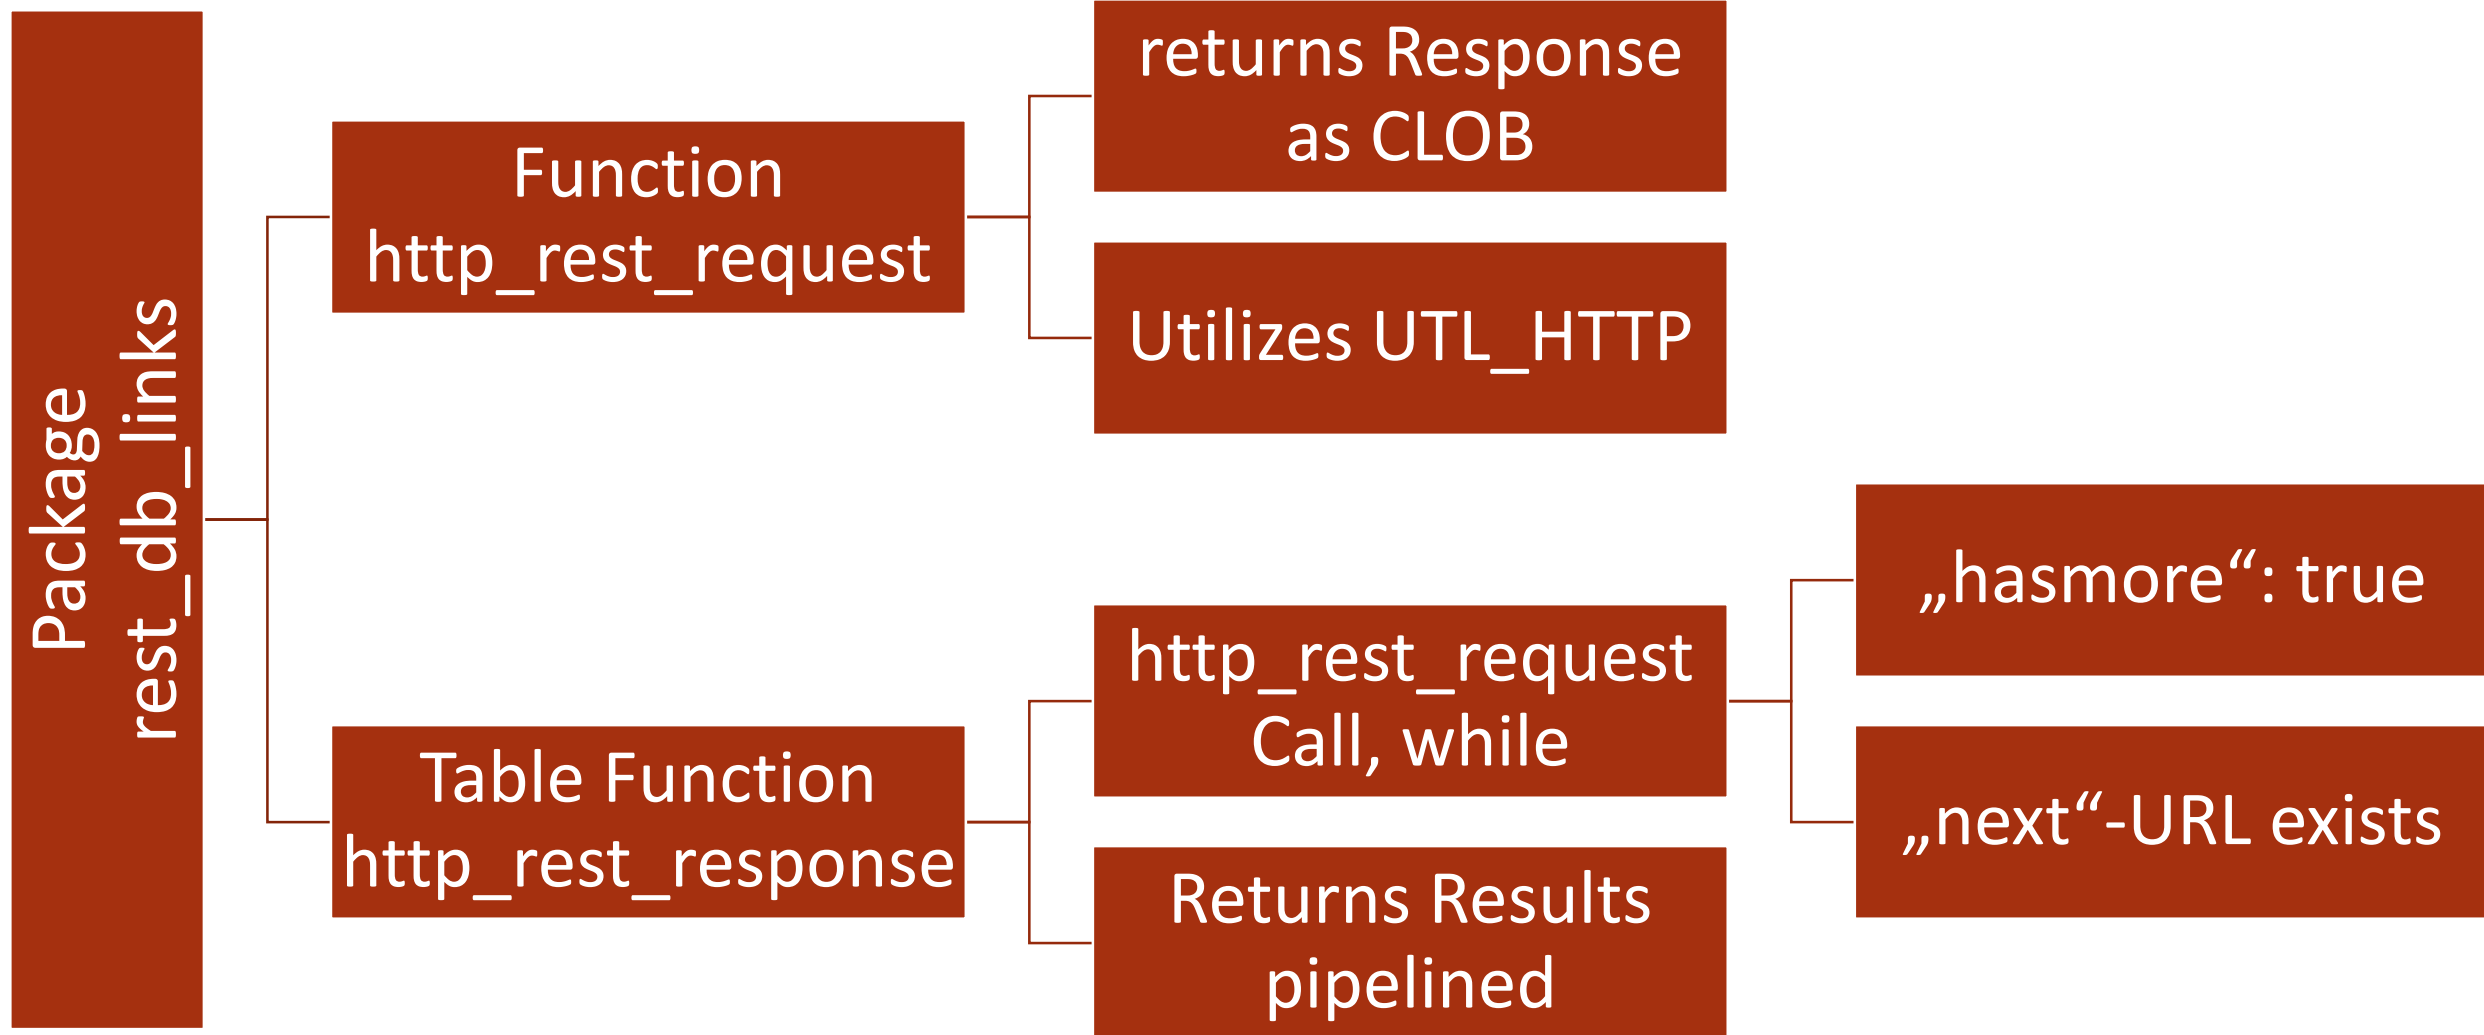 Package
rest_db_links
Function
http_rest_request
returns Response
as CLOB
Utilizes UTL_HTTP
Table Function
http_rest_response
http_rest_request
Call, while
„hasmore“: true
„next“-URL exists
Returns Results
pipelined